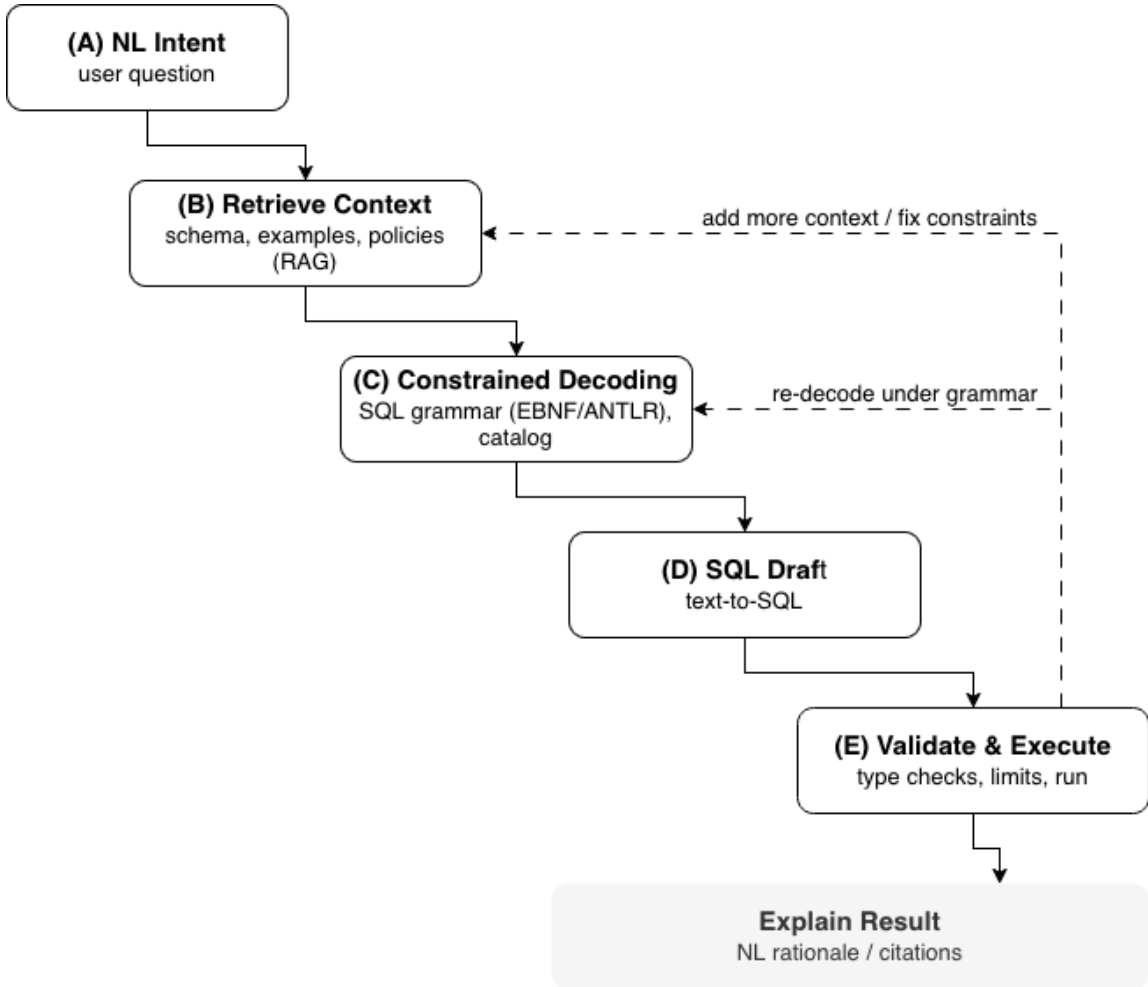 (A) NL Intent
user question
(B) Retrieve Context
schema, examples, policies
(RAG)
add more context / fix constraints
(C) Constrained Decoding
SQL grammar (EBNF/ANTLR),
catalog
re-decode under grammar
(D) SQL Draft
text-to-SQL
(E) Validate & Execute
type checks, limits, run
Explain Result
NL rationale / citations